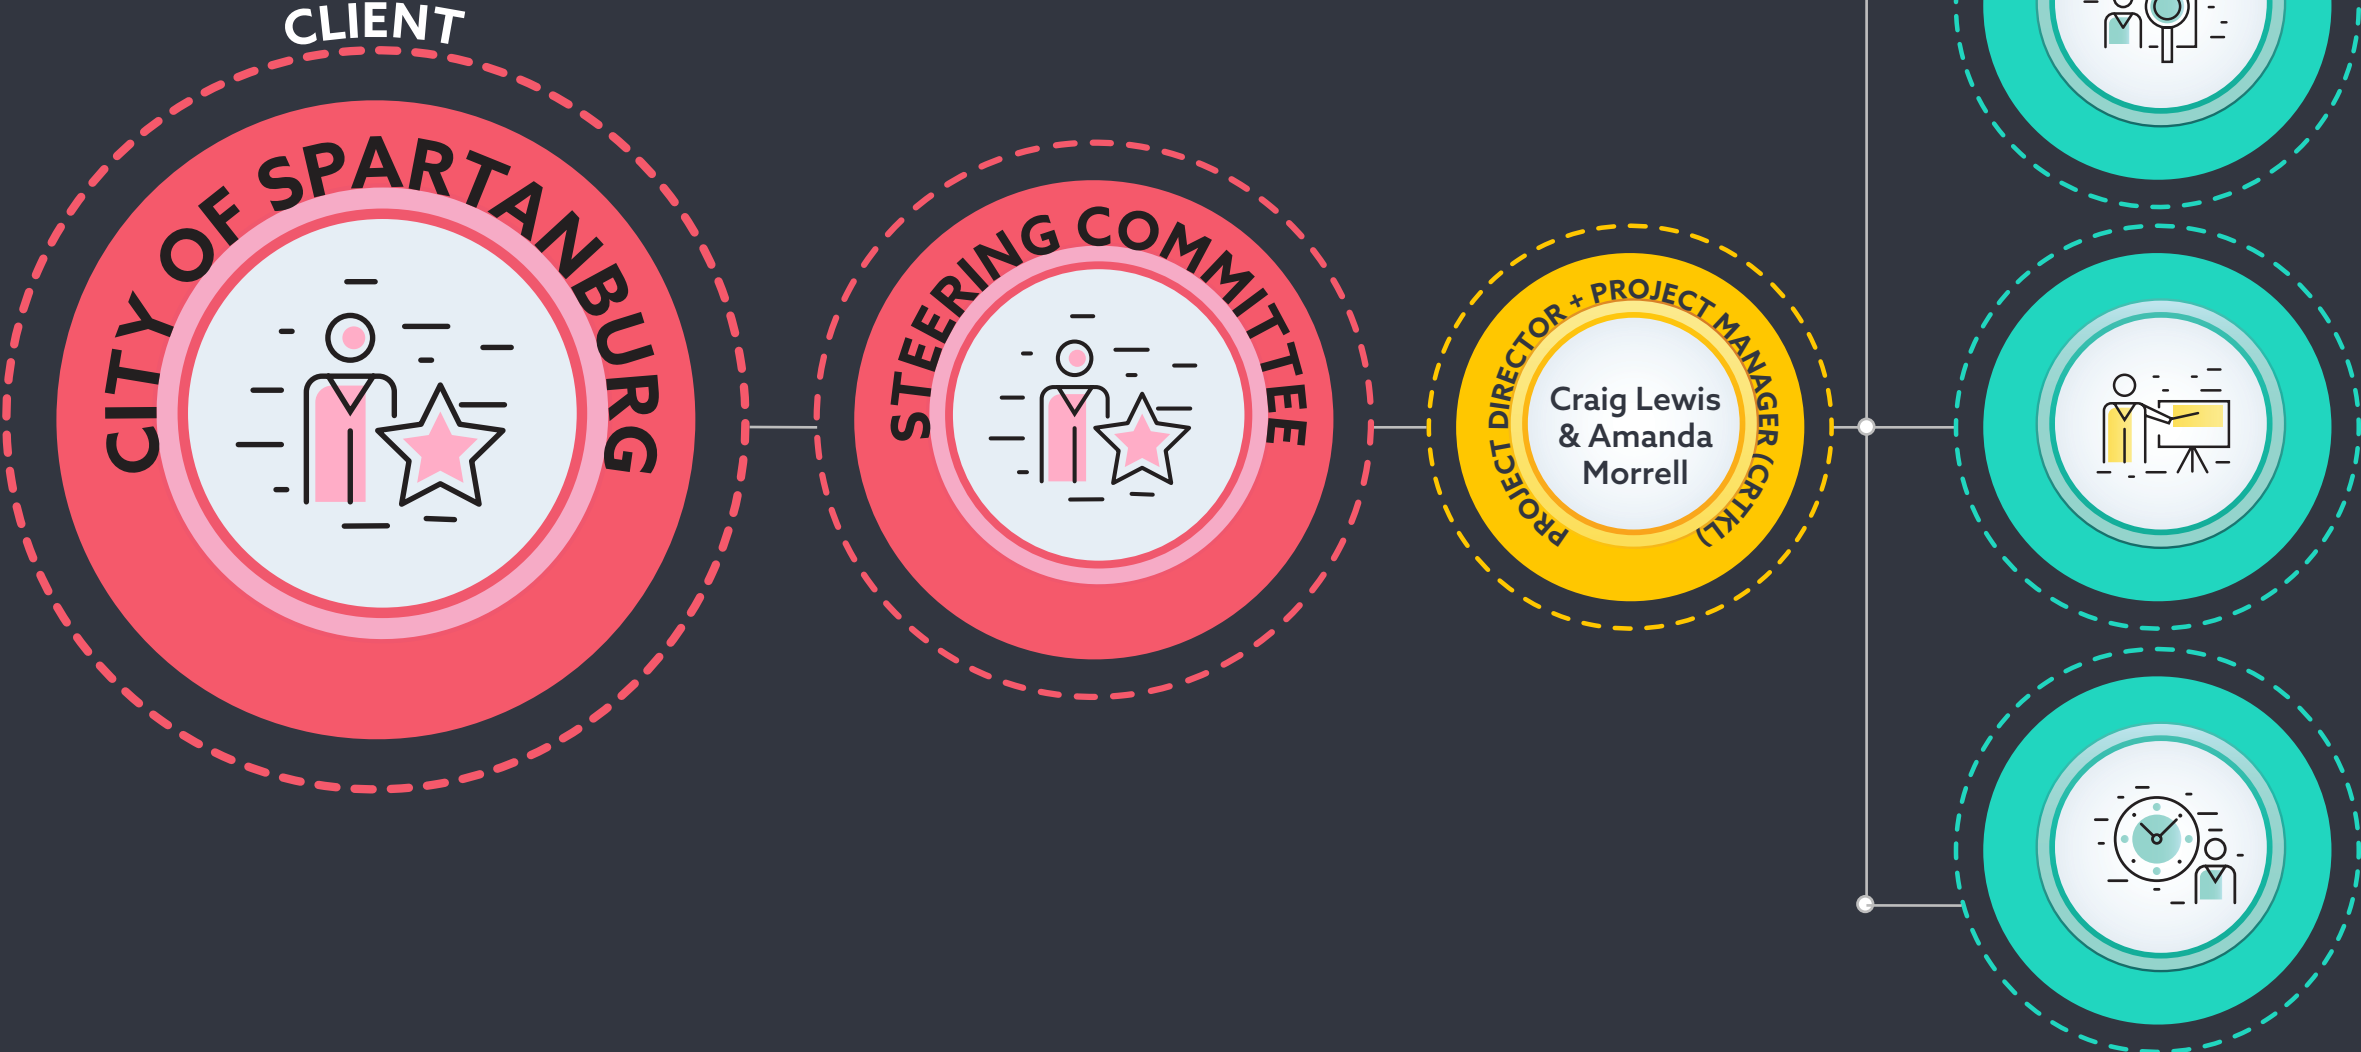 CLIENT
CITY OF SPARTANBURG
STEERING COMMITTEE
PROJECT DIRECTOR + PROJECT MANAGER (CRTKL)
Craig Lewis
& Amanda
Morrell